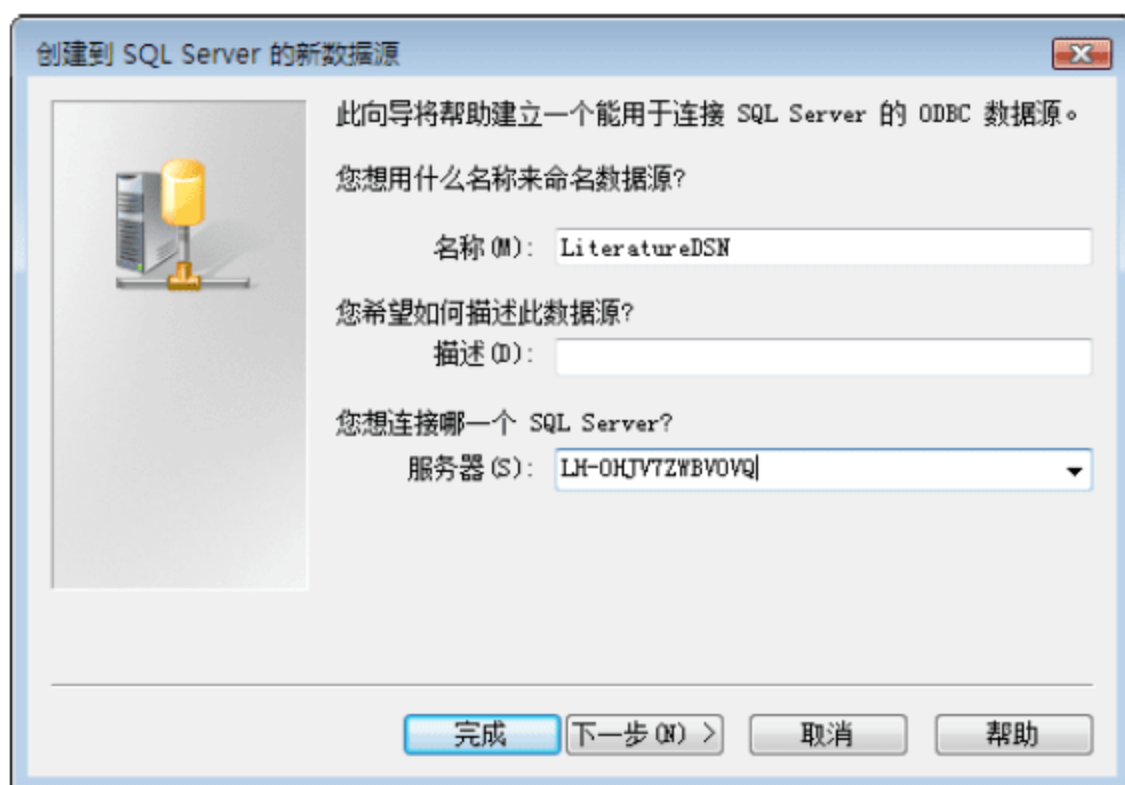 创建到 SQL Server 的新数据源
此向导将帮助建立一个能用于连接 SQL Server 的 ODBC 数据源。
您想用什么名称来命名数据源?
名称(M): LiteratureDSN
您希望如何描述此数据源?
描述(D):
您想连接哪一个 SQL Server?
服务器(S): LH-OHJV7ZWBVOVQ
完成 下一步(N) > 取消 帮助